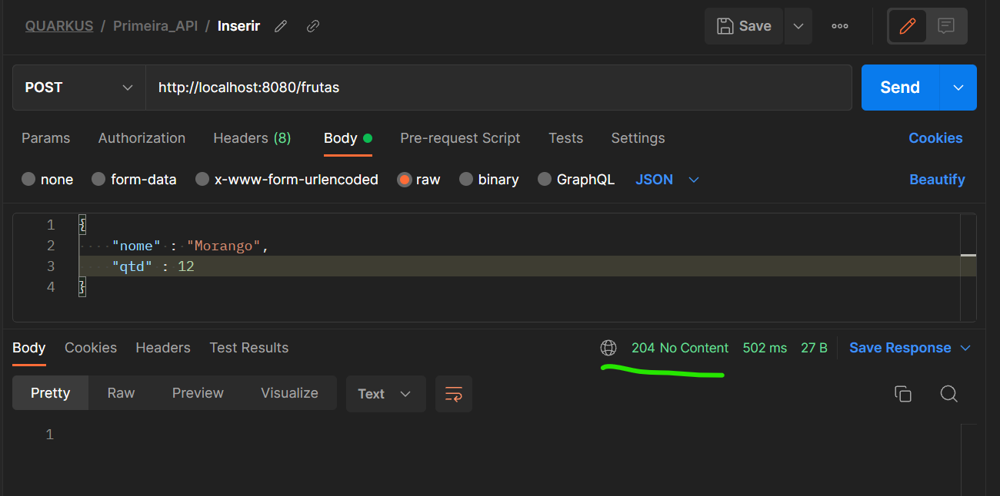 QUARKUS / Primeira_API / Inserir Save
POST http://localhost:8080/frutas Send
Params Authorization Headers (8) Body Pre-request Script Tests Settings Cookies
none form-data x-www-form-urlencoded raw binary GraphQL JSON Beautify
1 {
2 "nome" : "Morango",
3 "qtd" : 12
4 }
Body Cookies Headers Test Results 204 No Content 502 ms 27 B Save Response
Pretty Raw Preview Visualize Text
1